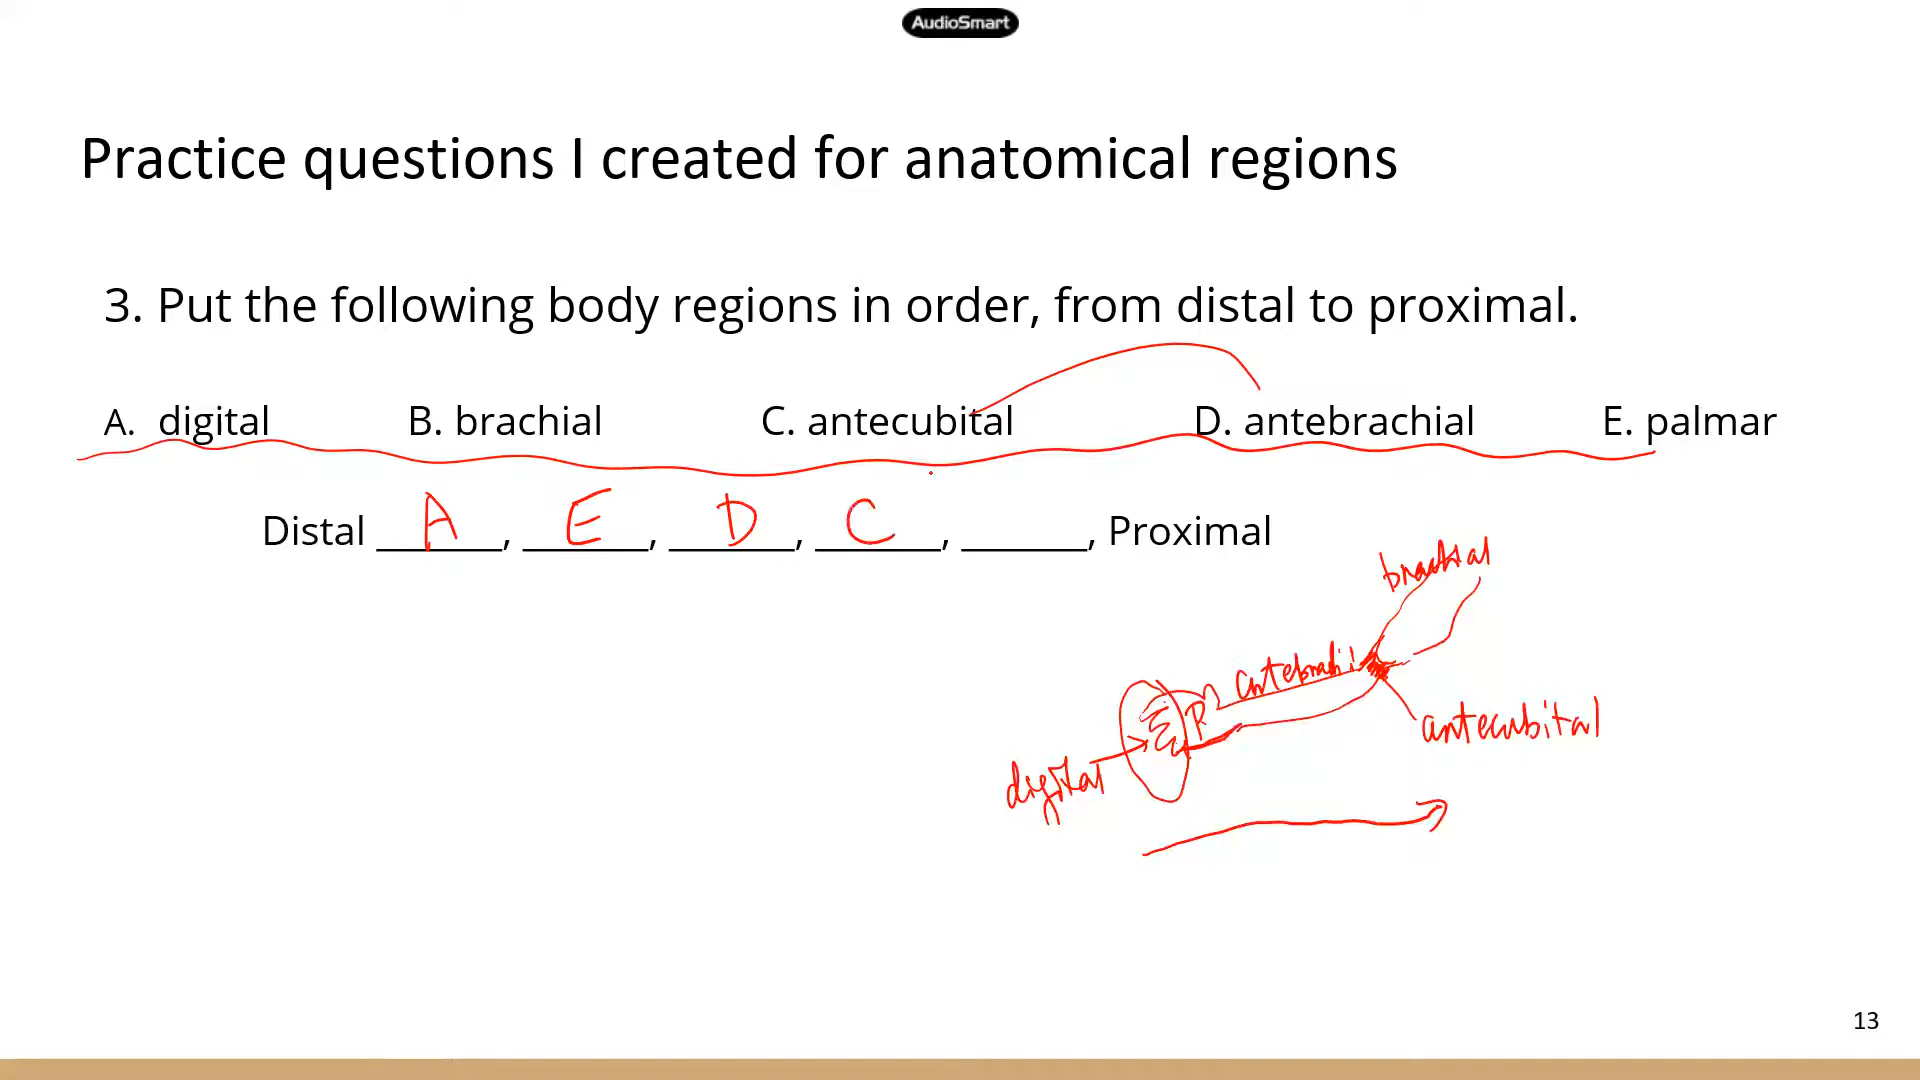 AudioSmart
Practice questions I created for anatomical regions
3. Put the following body regions in order, from distal to proximal.
A. digital B. brachial C. antecubital D. antebrachial E. palmar
Distal A, E, D, C, ______, Proximal
brachial
antebrachi
P
antecubital
digital
13